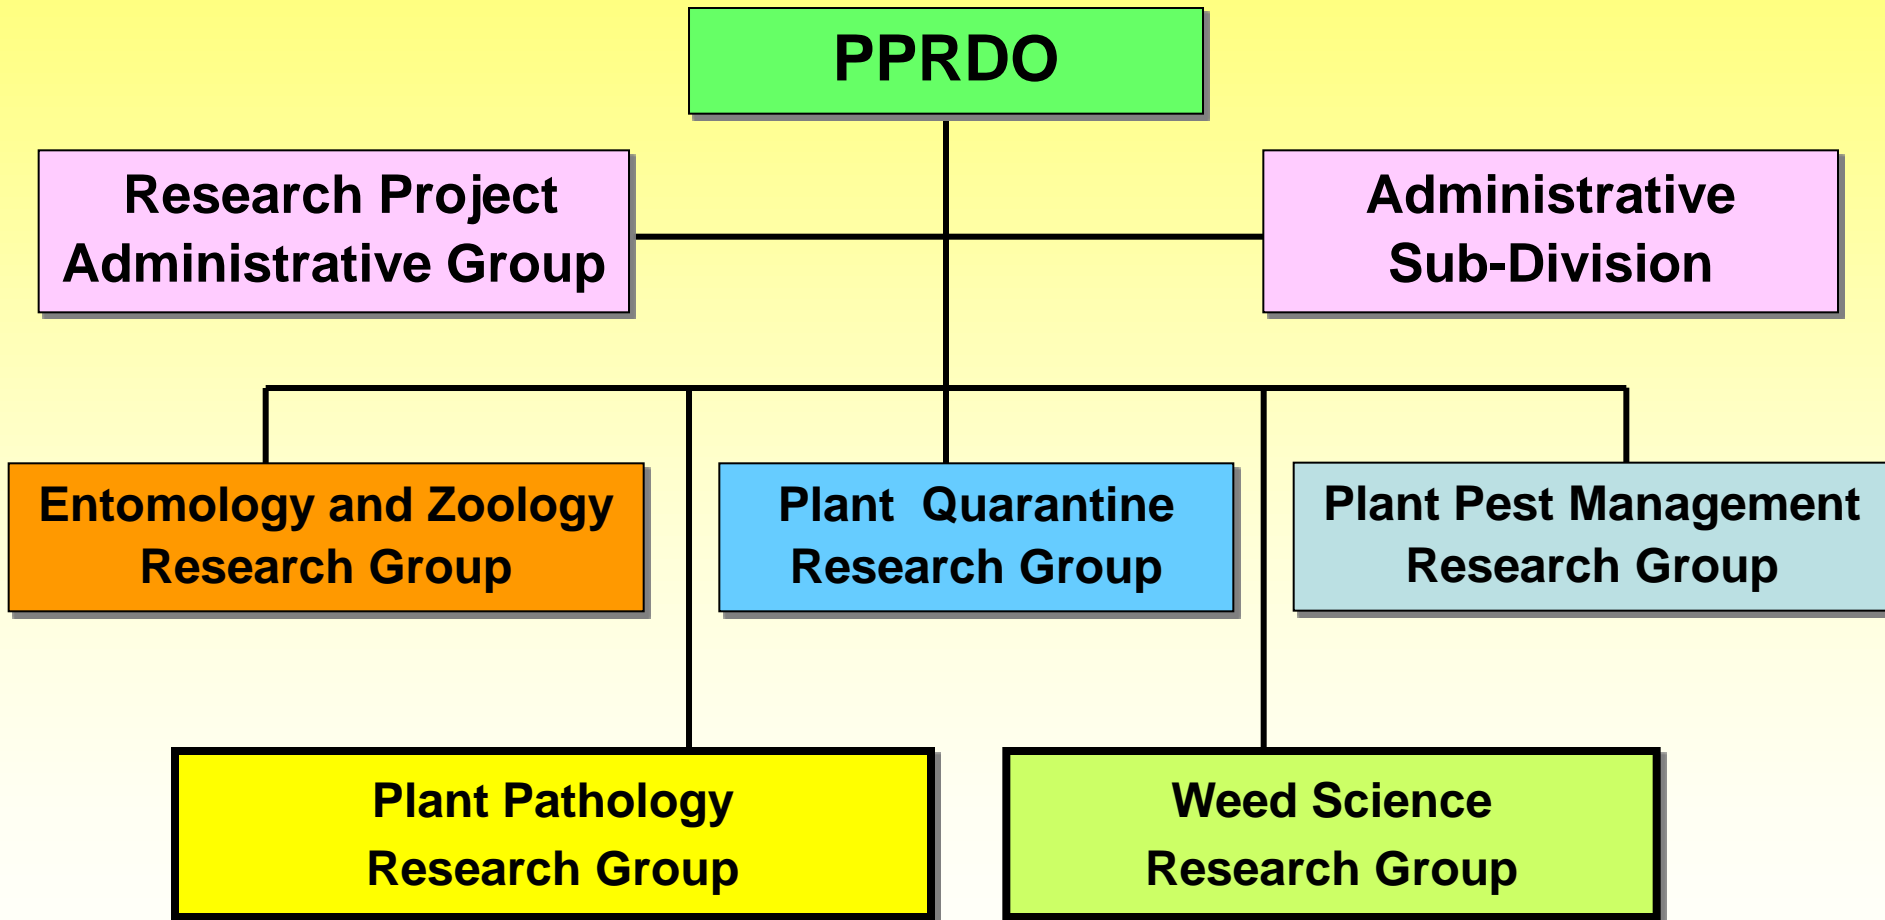 PPRDO
Research Project
Administrative Group
Administrative
Sub-Division
Entomology and Zoology
Research Group
Plant  Quarantine
Research Group
Plant Pest Management
Research Group
Plant Pathology
Research Group
Weed Science
Research Group